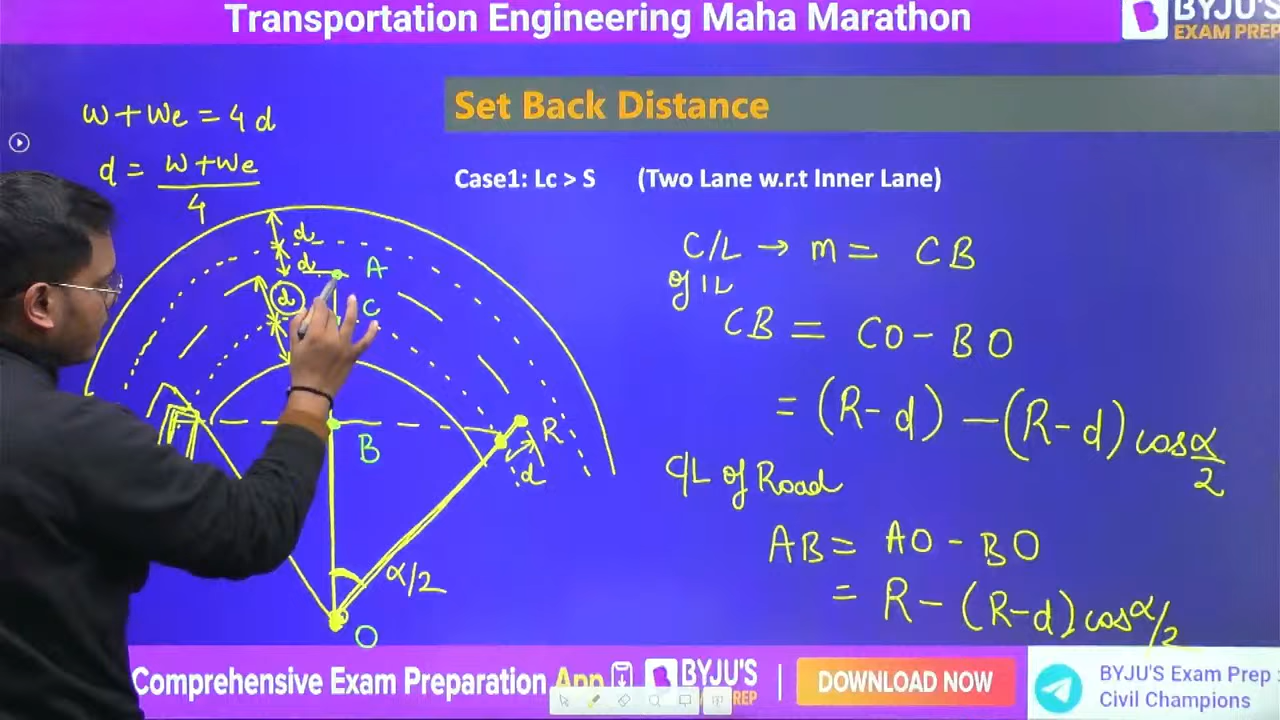 Transportation Engineering Maha Marathon
BYJU'S
EXAM PREP
Set Back Distance
W + We = 4 d
d = W + We / 4
Case1: Lc > S (Two Lane w.r.t Inner Lane)
C/L → m = CB
of IL
CB = CO - BO
= (R-d) - (R-d) cos α/2
C/L of Road
AB = AO - BO
= R - (R-d) cos α/2
d
d
A
d
C
B
R
d
α/2
O
Comprehensive Exam Preparation App
BYJU'S
PREP
DOWNLOAD NOW
BYJU'S Exam Prep :
Civil Champions